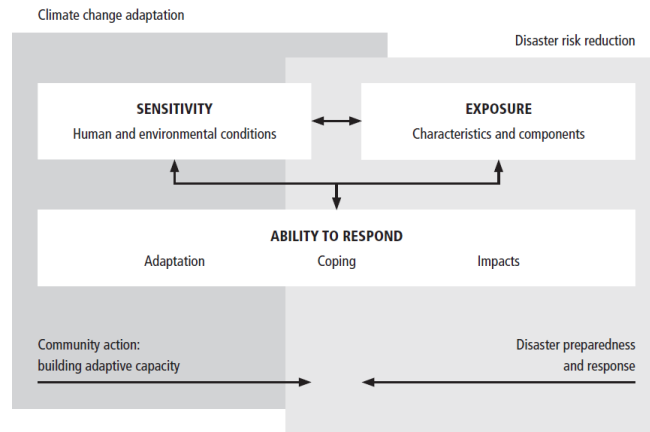 Climate change adaptation
Disaster risk reduction
SENSITIVITY
Human and environmental conditions
EXPOSURE
Characteristics and components
ABILITY TO RESPOND
Adaptation Coping Impacts
Community action:
building adaptive capacity
Disaster preparedness
and response